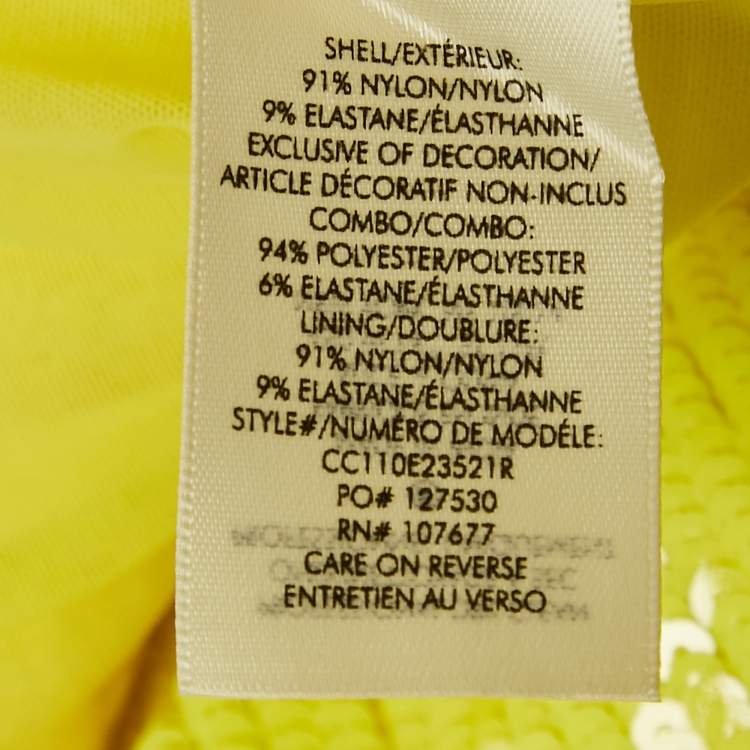 SHELL/EXTÉRIEUR:
91% NYLON/NYLON
9% ELASTANE/ÉLASTHANNE
EXCLUSIVE OF DECORATION/
ARTICLE DÉCORATIF NON-INCLUS
COMBO/COMBO:
94% POLYESTER/POLYESTER
6% ELASTANE/ÉLASTHANNE
LINING/DOUBLURE:
91% NYLON/NYLON
9% ELASTANE/ÉLASTHANNE
STYLE#/NUMÉRO DE MODÉLE:
CC110E23521R
PO# 127530
RN# 107677
CARE ON REVERSE
ENTRETIEN AU VERSO